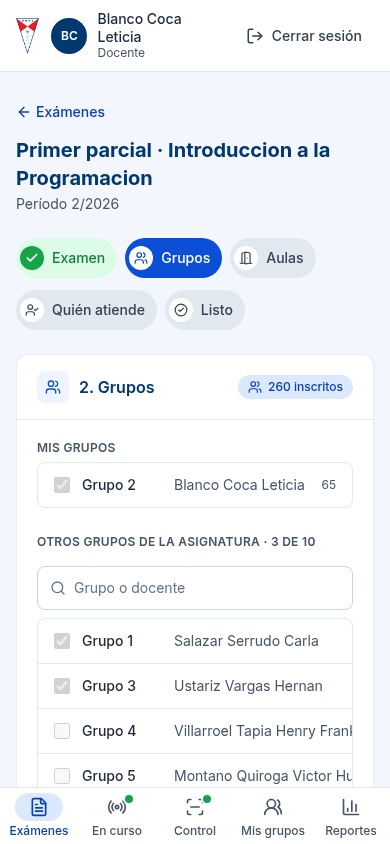 BC
Blanco Coca
Leticia
Docente
Cerrar sesión
Exámenes
Primer parcial · Introduccion a la
Programacion
Período 2/2026
Examen
Grupos
Aulas
Quién atiende
Listo
2. Grupos
260 inscritos
MIS GRUPOS
Grupo 2 Blanco Coca Leticia 65
OTROS GRUPOS DE LA ASIGNATURA · 3 DE 10
Grupo o docente
Grupo 1 Salazar Serrudo Carla
Grupo 3 Ustariz Vargas Hernan
Grupo 4 Villarroel Tapia Henry Frank
Grupo 5 Montano Quiroga Victor Hu
Exámenes
En curso
Control
Mis grupos
Reportes